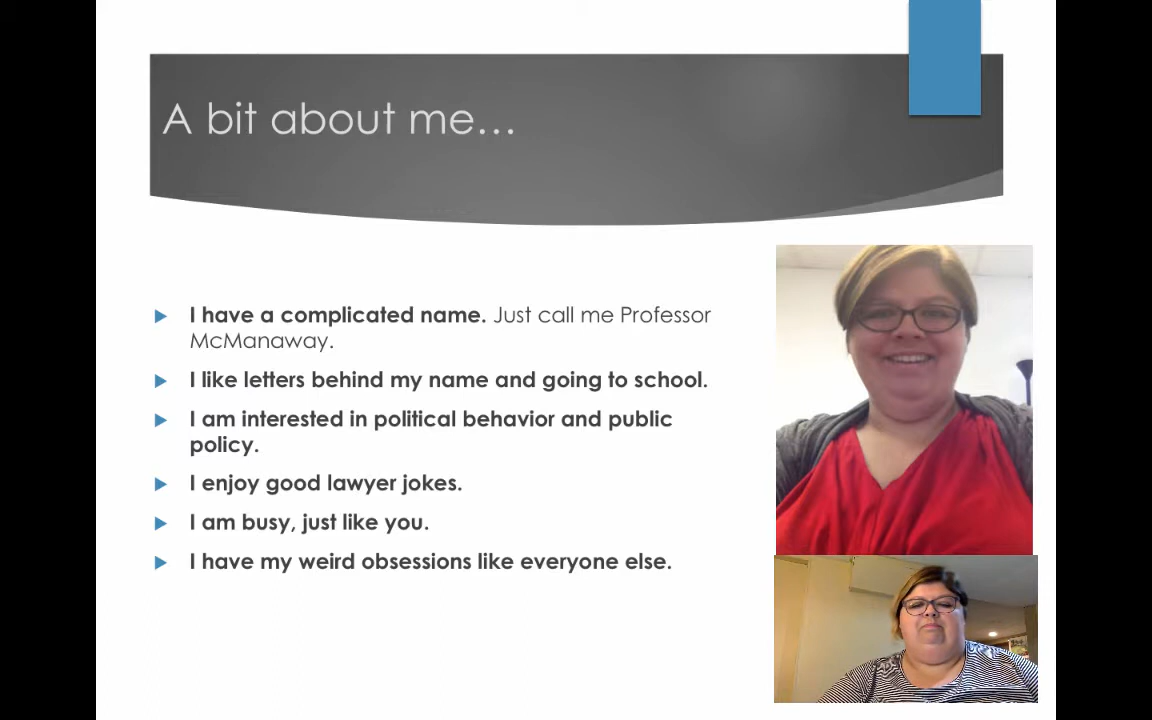 A bit about me...
I have a complicated name. Just call me Professor
McManaway.
I like letters behind my name and going to school.
I am interested in political behavior and public
policy.
I enjoy good lawyer jokes.
I am busy, just like you.
I have my weird obsessions like everyone else.